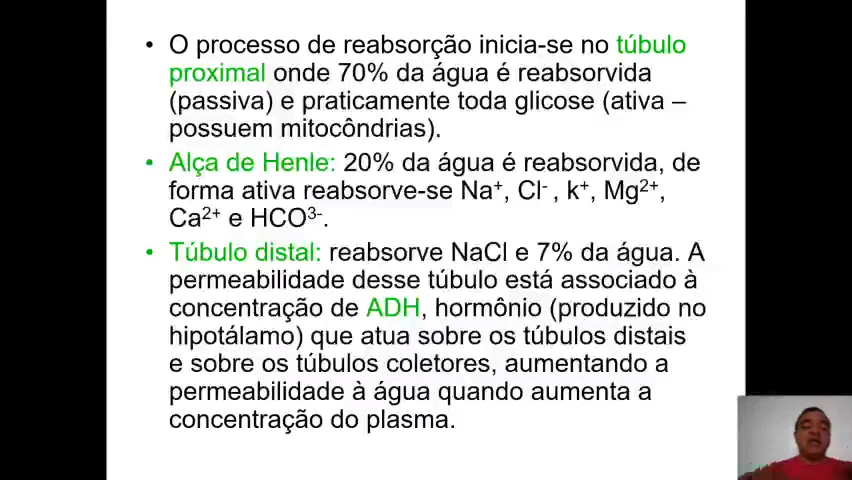 • O processo de reabsorção inicia-se no túbulo
proximal onde 70% da água é reabsorvida
(passiva) e praticamente toda glicose (ativa –
possuem mitocôndrias).
• Alça de Henle: 20% da água é reabsorvida, de
forma ativa reabsorve-se Na⁺, Cl⁻ , k⁺, Mg²⁺,
Ca²⁺ e HCO³⁻.
• Túbulo distal: reabsorve NaCl e 7% da água. A
permeabilidade desse túbulo está associado à
concentração de ADH, hormônio (produzido no
hipotálamo) que atua sobre os túbulos distais
e sobre os túbulos coletores, aumentando a
permeabilidade à água quando aumenta a
concentração do plasma.